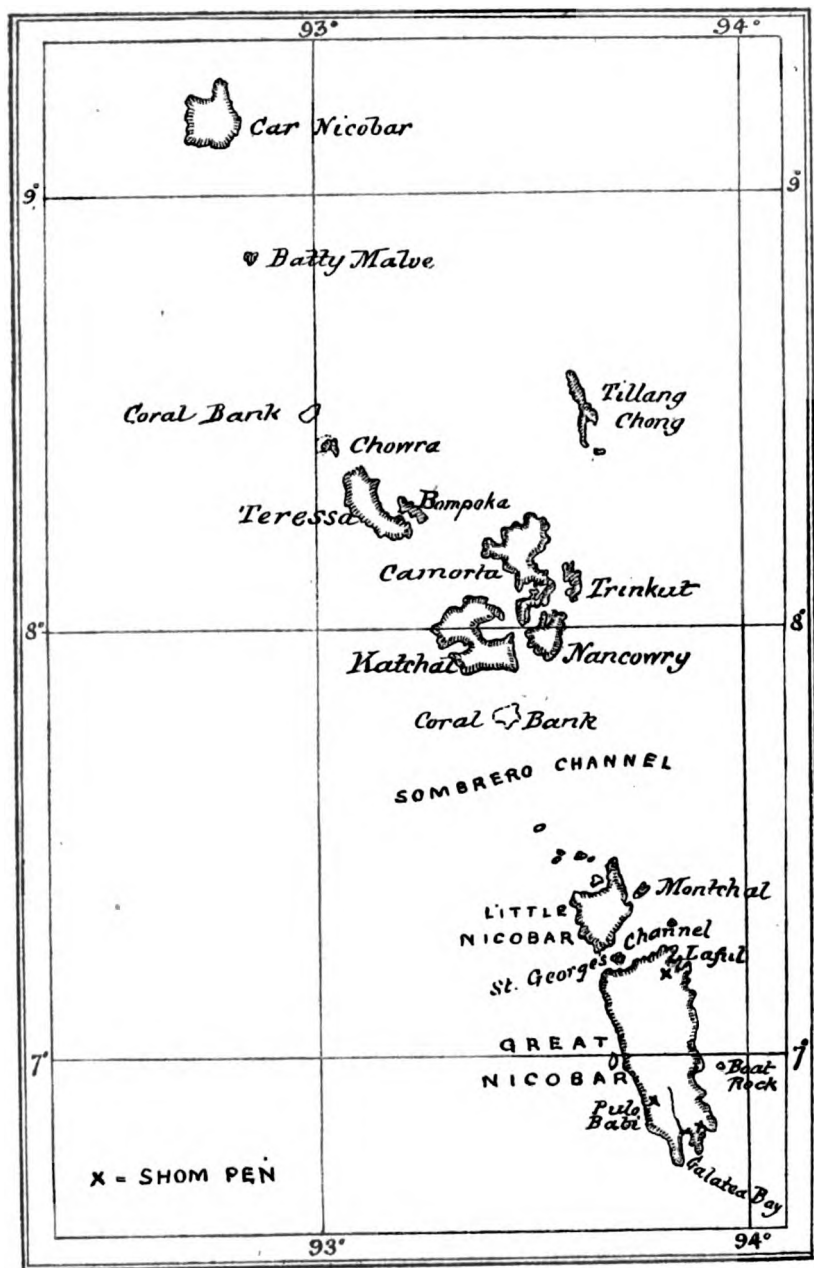 93° 94°
Car Nicobar
9° 9°
Batty Malve
Tillang
Chong
Coral Bank
Chowra
Bompoka
Teressa
Camorta
Trinkut
8° 8°
Katchal
Nancowry
Coral Bank
SOMBRERO CHANNEL
Montchal
LITTLE
NICOBAR
St. Georges Channel
Laful
GREAT
7° 7°
NICOBAR
Boat
Rock
Pulo
Babi
Galatea Bay
x = SHOM PEN
93° 94°